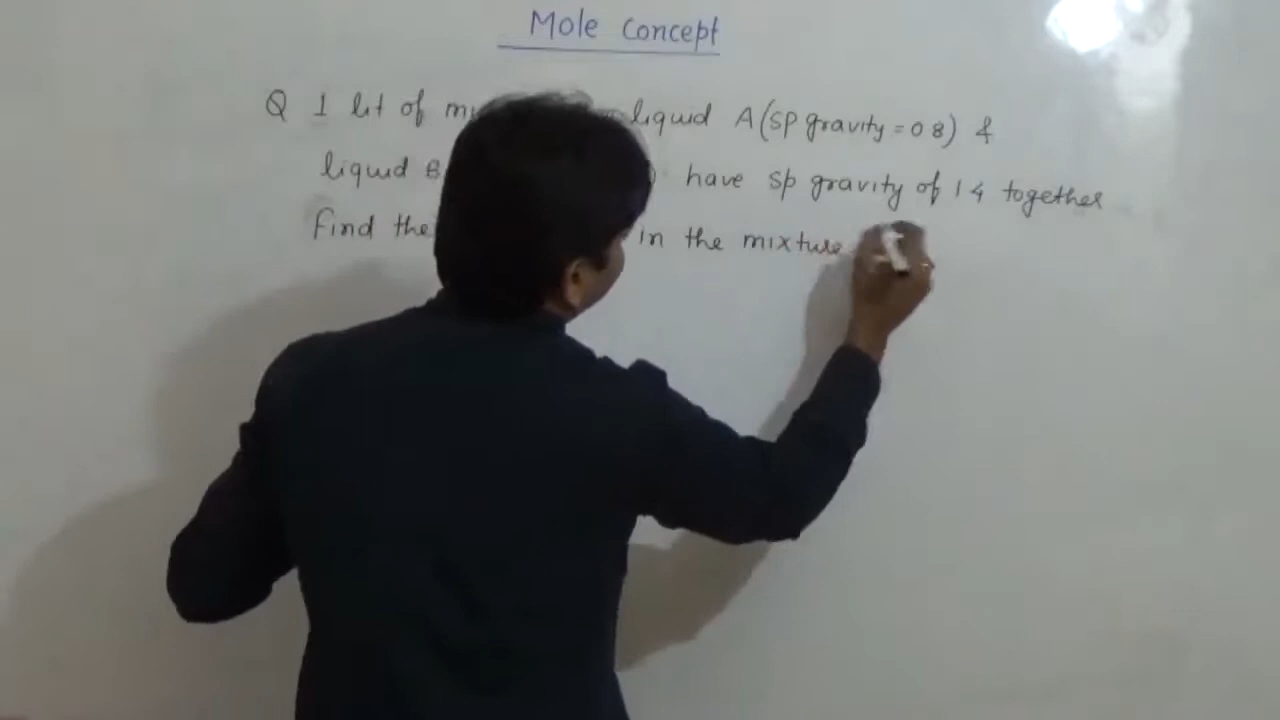 Mole Concept
Q 1 lit of liquid A (sp gravity = 0 8) &
liquid B have sp gravity of 1 4 together
find the in the mixture